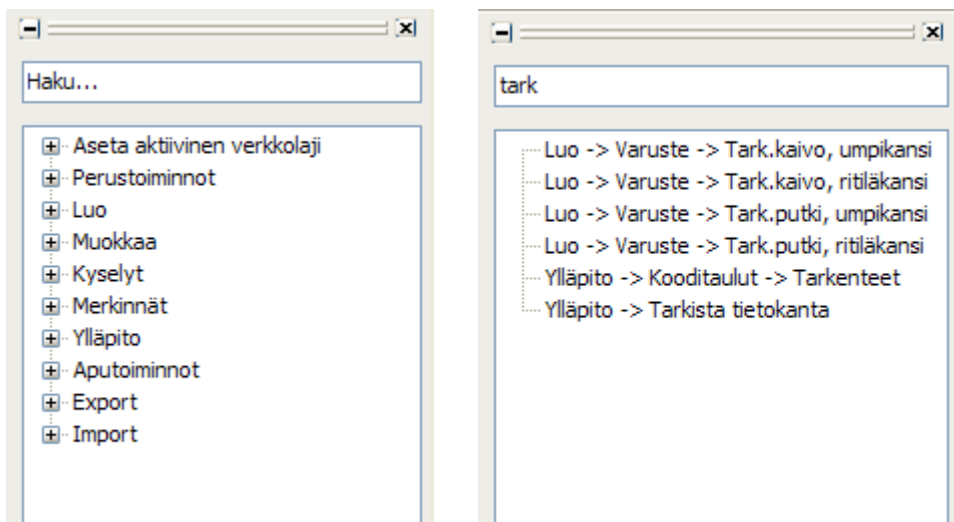 Haku...
Aseta aktiivinen verkkolaji
Perustoiminnot
Luo
Muokkaa
Kyselyt
Merkinnät
Ylläpito
Aputoiminnot
Export
Import
tark
Luo -> Varuste -> Tark.kaivo, umpikansi
Luo -> Varuste -> Tark.kaivo, ritiläkansi
Luo -> Varuste -> Tark.putki, umpikansi
Luo -> Varuste -> Tark.putki, ritiläkansi
Ylläpito -> Kooditaulut -> Tarkenteet
Ylläpito -> Tarkista tietokanta